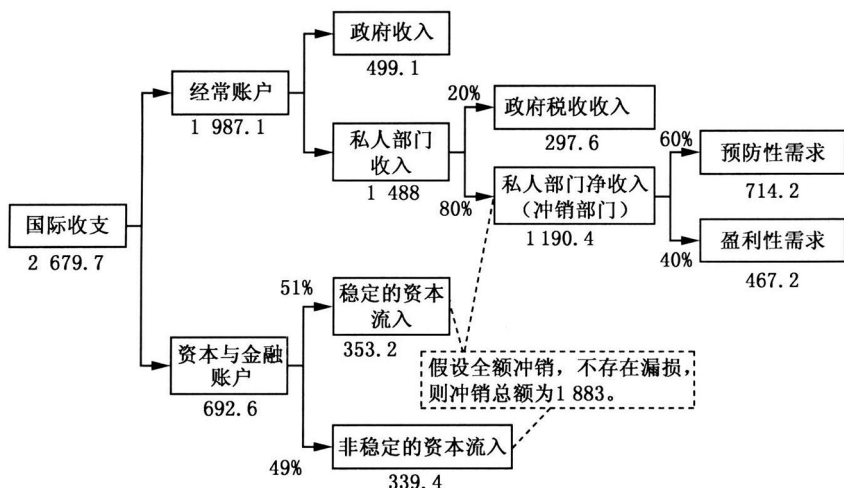 政府收入
499.1
经常账户
1 987.1
20%
政府税收收入
297.6
私人部门
收入
1 488
60%
预防性需求
714.2
80%
私人部门净收入
（冲销部门）
1 190.4
国际收支
2 679.7
40%
盈利性需求
467.2
51%
稳定的资本
流入
353.2
资本与金融
账户
692.6
假设全额冲销，不存在漏损，
则冲销总额为1 883。
49%
非稳定的资本流入
339.4